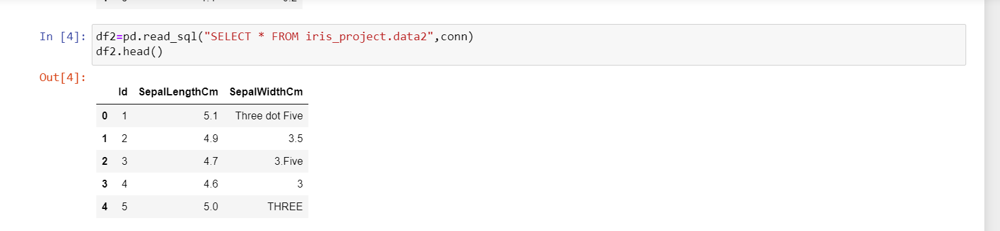 In [4]: df2=pd.read_sql("SELECT * FROM iris_project.data2",conn)
df2.head()
Out[4]:
Id SepalLengthCm SepalWidthCm
0 1 5.1 Three dot Five
1 2 4.9 3.5
2 3 4.7 3.Five
3 4 4.6 3
4 5 5.0 THREE